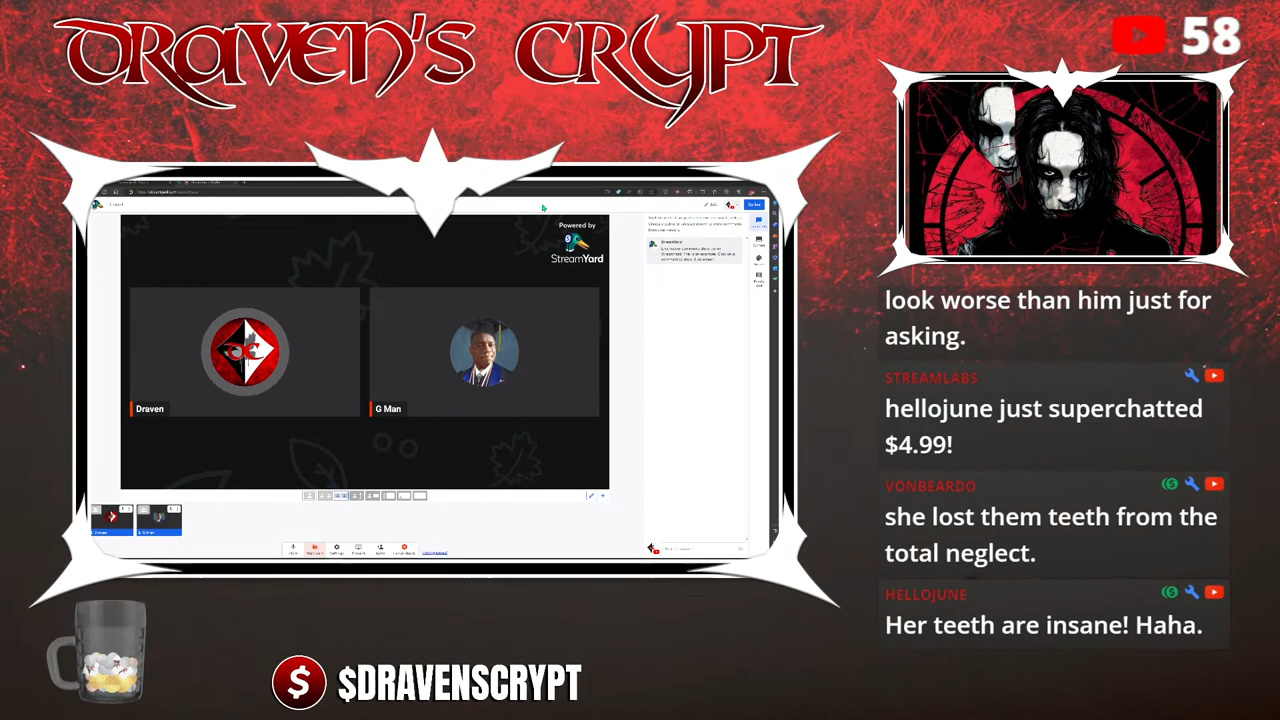 DRAVEN'S CRYPT
58
Powered by
StreamYard
Draven
G Man
look worse than him just for
asking.
STREAMLABS
hellojune just superchatted
$4.99!
VONBEARDO
she lost them teeth from the
total neglect.
HELLOJUNE
Her teeth are insane! Haha.
$ $DRAVENSCRYPT